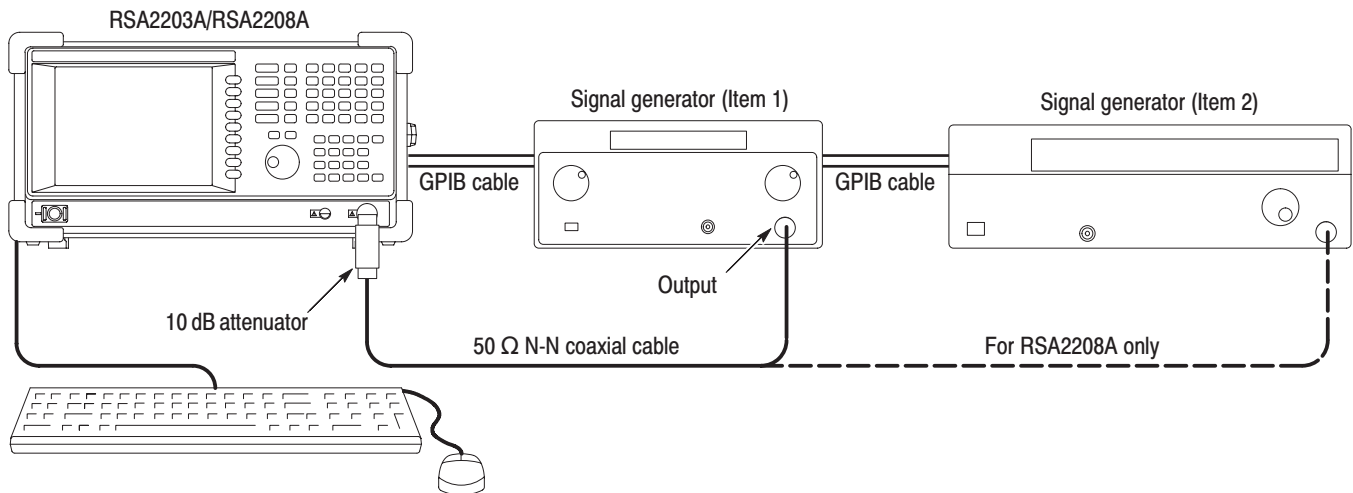 RSA2203A/RSA2208A
Signal generator (Item 1)
Signal generator (Item 2)
GPIB cable
GPIB cable
Output
10 dB attenuator
50 Ω N-N coaxial cable
For RSA2208A only